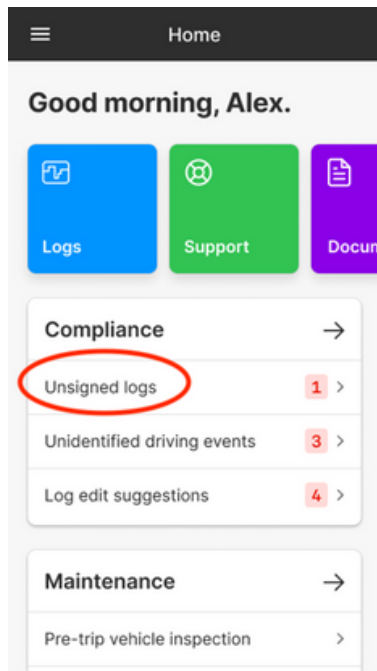 Home
Good morning, Alex.
Logs
Support
Docum
Compliance
Unsigned logs 1
Unidentified driving events 3
Log edit suggestions 4
Maintenance
Pre-trip vehicle inspection